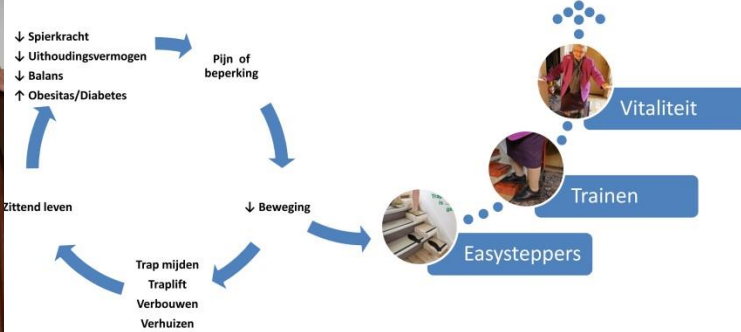 ↓ Spierkracht
↓ Uithoudingsvermogen
↓ Balans
↑ Obesitas/Diabetes
Pijn of
beperking
↓ Beweging
Trap mijden
Traplift
Verbouwen
Verhuizen
Zittend leven
Easysteppers
Trainen
Vitaliteit